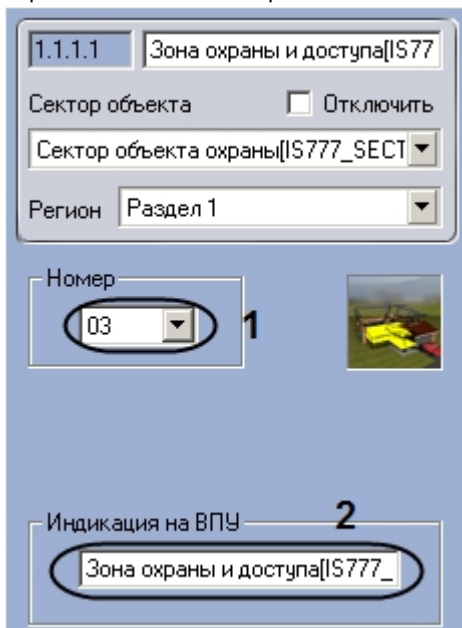 1.1.1.1 Зона охраны и доступа[IS77
Сектор объекта Отключить
Сектор объекта охраны[IS777_SECT
Регион Раздел 1
Номер
03 1
Индикация на ВПУ 2
Зона охраны и доступа[IS777_